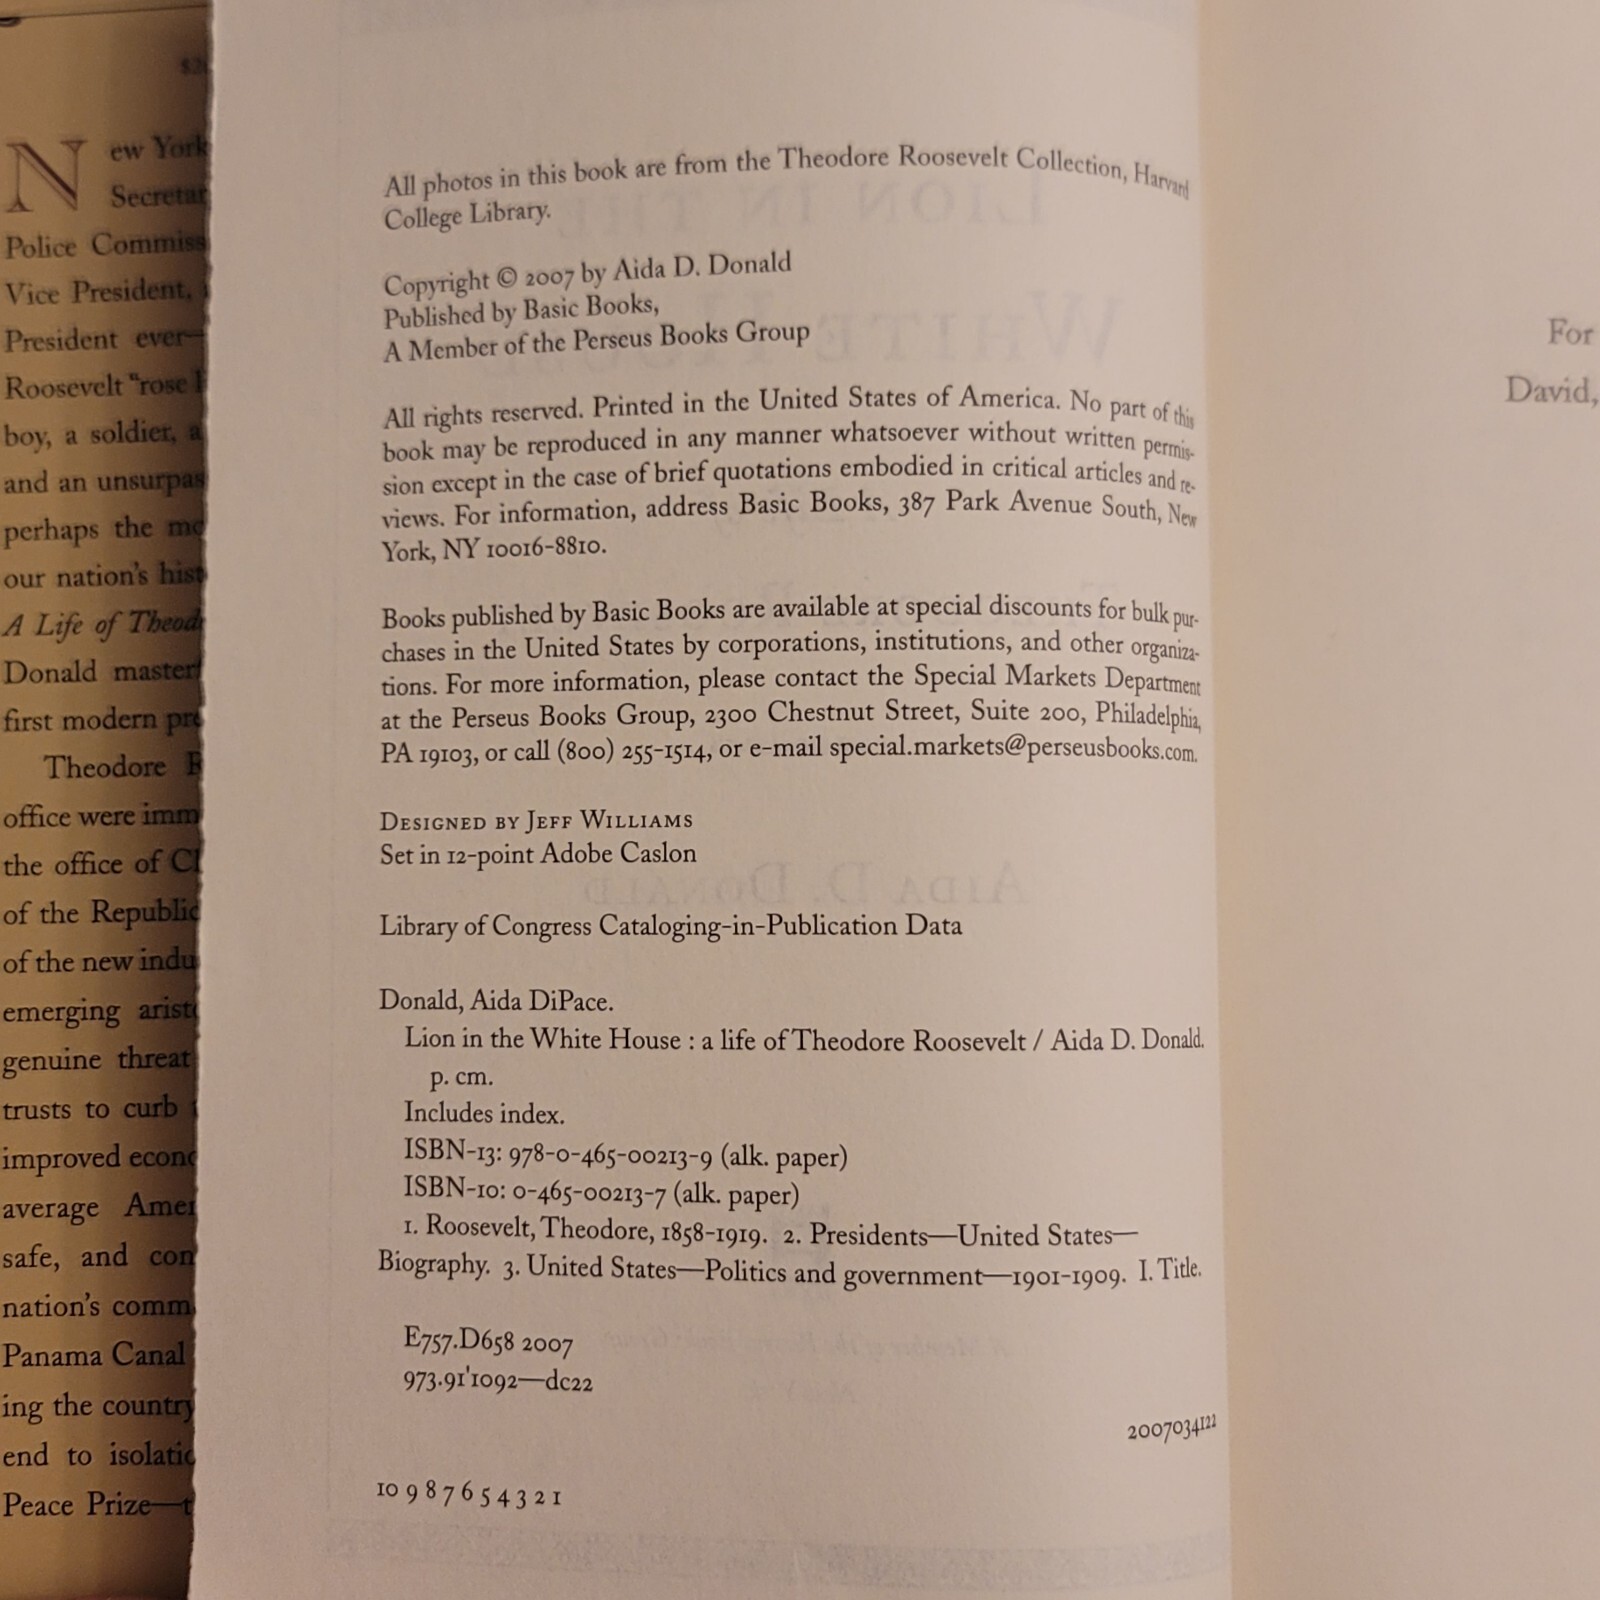 $2
New York
Secretar
Police Commiss
Vice President,
President ever—
Roosevelt "rose
boy, a soldier, a
and an unsurpas
perhaps the mo
our nation's hist
A Life of Theod
Donald master
first modern pre
Theodore R
office were imm
the office of Ch
of the Republic
of the new indu
emerging aristo
genuine threat
trusts to curb
improved econo
average Amer
safe, and con
nation's comm
Panama Canal
ing the country
end to isolatio
Peace Prize—t
All photos in this book are from the Theodore Roosevelt Collection, Harvard
College Library.
Copyright © 2007 by Aida D. Donald
Published by Basic Books,
A Member of the Perseus Books Group
All rights reserved. Printed in the United States of America. No part of this
book may be reproduced in any manner whatsoever without written permis-
sion except in the case of brief quotations embodied in critical articles and re-
views. For information, address Basic Books, 387 Park Avenue South, New
York, NY 10016-8810.
Books published by Basic Books are available at special discounts for bulk pur-
chases in the United States by corporations, institutions, and other organiza-
tions. For more information, please contact the Special Markets Department
at the Perseus Books Group, 2300 Chestnut Street, Suite 200, Philadelphia,
PA 19103, or call (800) 255-1514, or e-mail special.markets@perseusbooks.com.
Designed by Jeff Williams
Set in 12-point Adobe Caslon
Library of Congress Cataloging-in-Publication Data
Donald, Aida DiPace.
Lion in the White House : a life of Theodore Roosevelt / Aida D. Donald.
p. cm.
Includes index.
ISBN-13: 978-0-465-00213-9 (alk. paper)
ISBN-10: 0-465-00213-7 (alk. paper)
1. Roosevelt, Theodore, 1858-1919. 2. Presidents—United States—
Biography. 3. United States—Politics and government—1901-1909. I. Title.
E757.D658 2007
973.91'1092—dc22
2007034122
10 9 8 7 6 5 4 3 2 1
For
David,